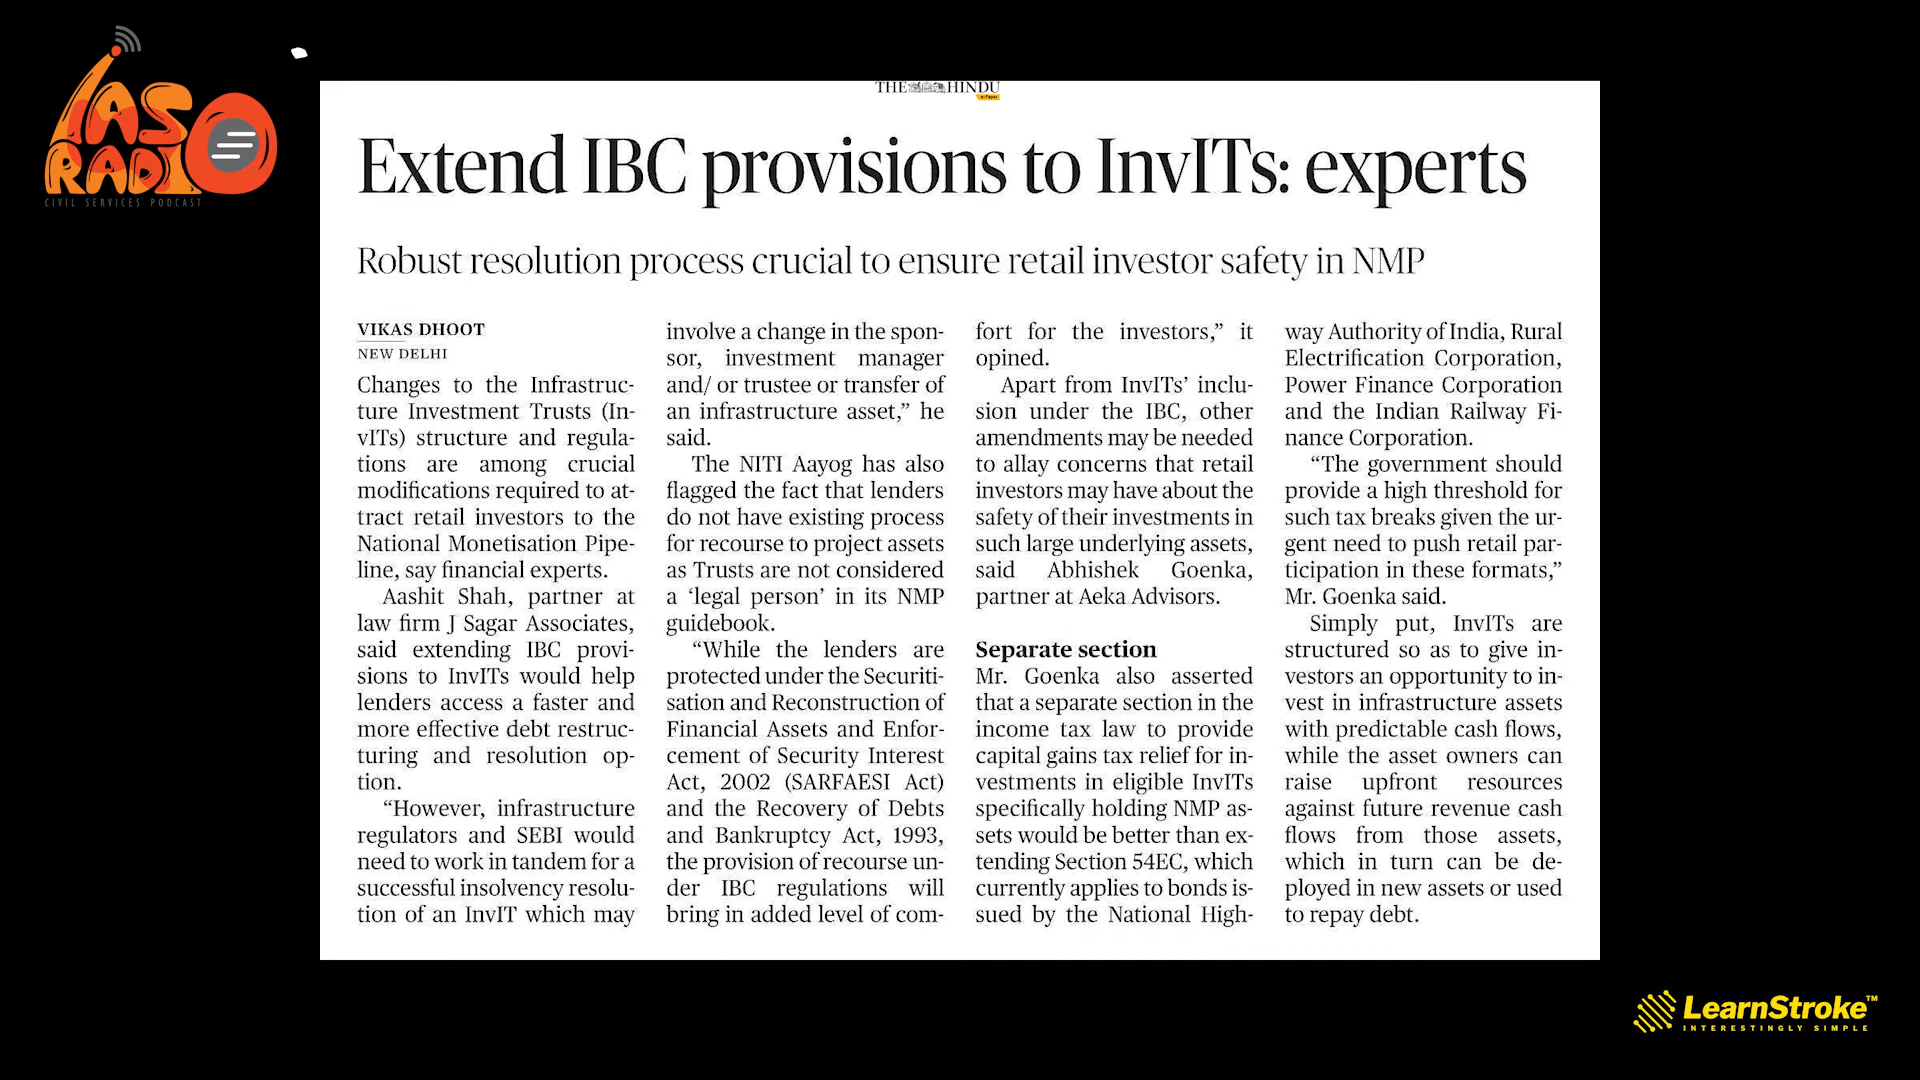 IAS
RADIO
CIVIL SERVICES PODCAST
THE HINDU
e-Paper
Extend IBC provisions to InvITs: experts
Robust resolution process crucial to ensure retail investor safety in NMP
VIKAS DHOOT
NEW DELHI
Changes to the Infrastruc-
ture Investment Trusts (In-
vITs) structure and regula-
tions are among crucial
modifications required to at-
tract retail investors to the
National Monetisation Pipe-
line, say financial experts.
Aashit Shah, partner at
law firm J Sagar Associates,
said extending IBC provi-
sions to InvITs would help
lenders access a faster and
more effective debt restruc-
turing and resolution op-
tion.
“However, infrastructure
regulators and SEBI would
need to work in tandem for a
successful insolvency resolu-
tion of an InvIT which may
involve a change in the spon-
sor, investment manager
and/ or trustee or transfer of
an infrastructure asset,” he
said.
The NITI Aayog has also
flagged the fact that lenders
do not have existing process
for recourse to project assets
as Trusts are not considered
a ‘legal person’ in its NMP
guidebook.
“While the lenders are
protected under the Securiti-
sation and Reconstruction of
Financial Assets and Enfor-
cement of Security Interest
Act, 2002 (SARFAESI Act)
and the Recovery of Debts
and Bankruptcy Act, 1993,
the provision of recourse un-
der IBC regulations will
bring in added level of com-
fort for the investors,” it
opined.
Apart from InvITs’ inclu-
sion under the IBC, other
amendments may be needed
to allay concerns that retail
investors may have about the
safety of their investments in
such large underlying assets,
said Abhishek Goenka,
partner at Aeka Advisors.
Separate section
Mr. Goenka also asserted
that a separate section in the
income tax law to provide
capital gains tax relief for in-
vestments in eligible InvITs
specifically holding NMP as-
sets would be better than ex-
tending Section 54EC, which
currently applies to bonds is-
sued by the National High-
way Authority of India, Rural
Electrification Corporation,
Power Finance Corporation
and the Indian Railway Fi-
nance Corporation.
“The government should
provide a high threshold for
such tax breaks given the ur-
gent need to push retail par-
ticipation in these formats,”
Mr. Goenka said.
Simply put, InvITs are
structured so as to give in-
vestors an opportunity to in-
vest in infrastructure assets
with predictable cash flows,
while the asset owners can
raise upfront resources
against future revenue cash
flows from those assets,
which in turn can be de-
ployed in new assets or used
to repay debt.
LearnStroke™
INTERESTINGLY SIMPLE